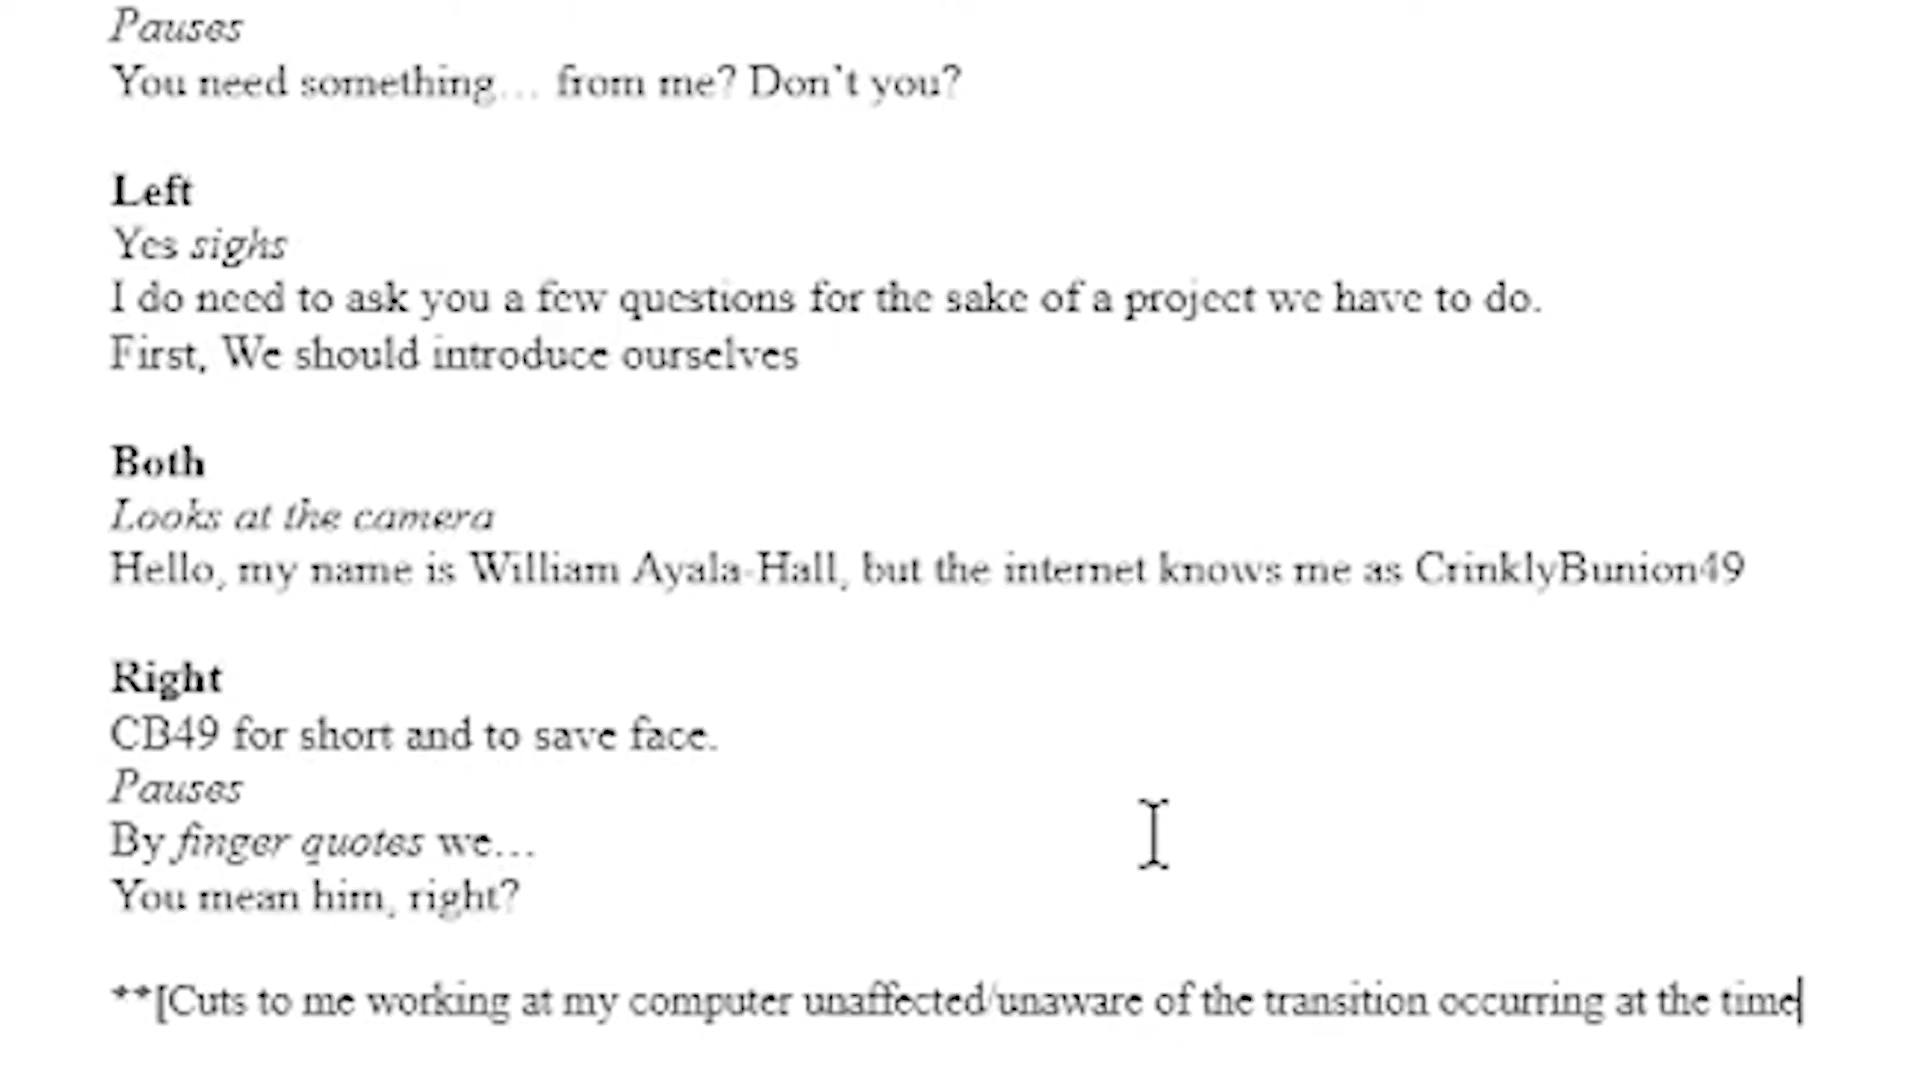 Pauses
You need something... from me? Don't you?
Left
Yes sighs
I do need to ask you a few questions for the sake of a project we have to do.
First, We should introduce ourselves
Both
Looks at the camera
Hello, my name is William Ayala-Hall, but the internet knows me as CrinklyBunion49
Right
CB49 for short and to save face.
Pauses
By finger quotes we...
You mean him, right?
**[Cuts to me working at my computer unaffected/unaware of the transition occurring at the time